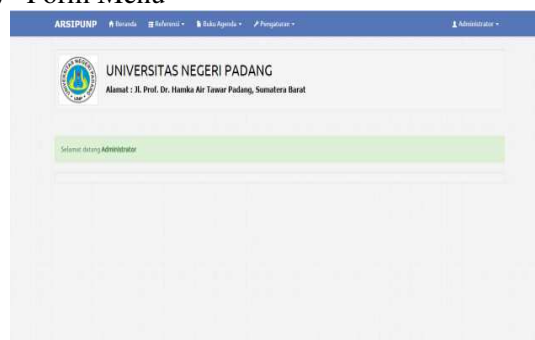 Form Menu
ARSIPUNP Beranda Referensi Buku Agenda Pengaturan Administrator
UNIVERSITAS NEGERI PADANG
Alamat : Jl. Prof. Dr. Hamka Air Tawar Padang, Sumatera Barat
Selamat datang Administrator